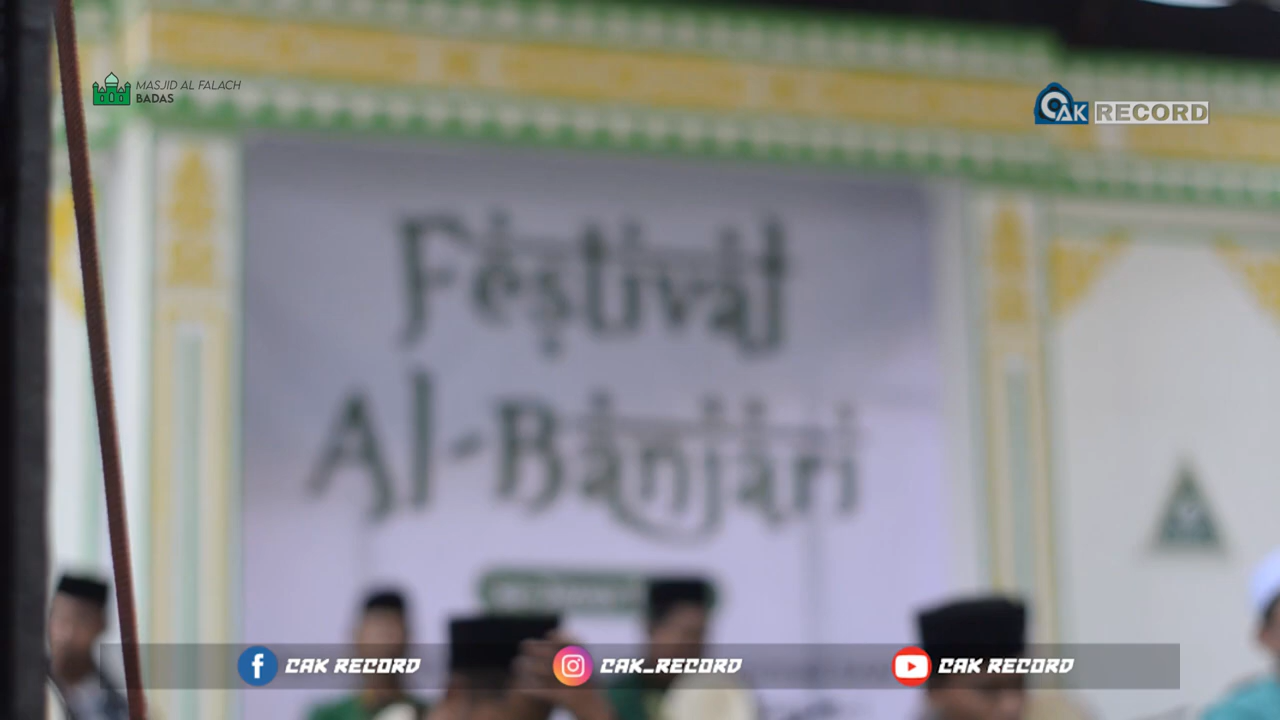 MASJID AL FALACH
BADAS
CAK RECORD
Festival
Al-Banjari
CAK RECORD
CAK_RECORD
CAK RECORD